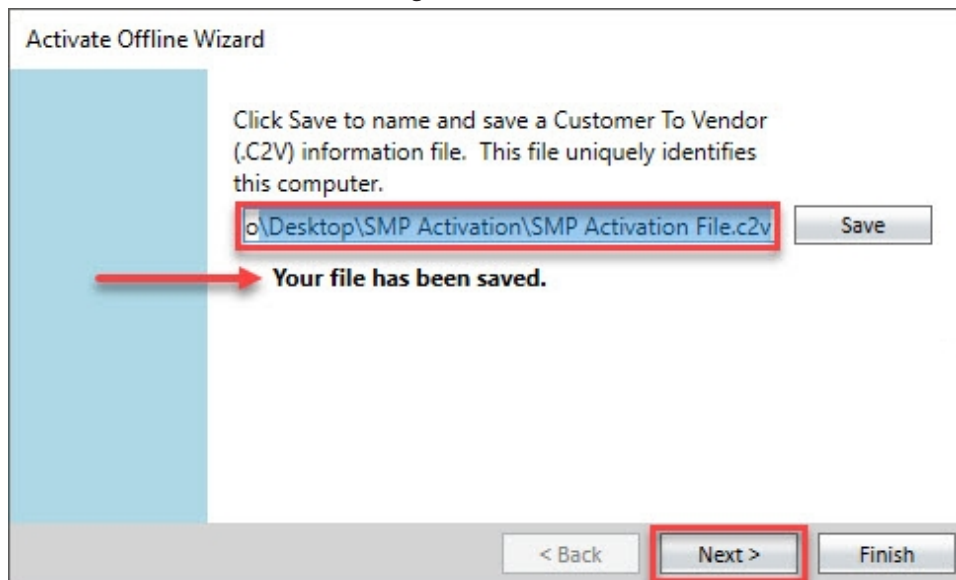 Activate Offline Wizard
Click Save to name and save a Customer To Vendor
(.C2V) information file.  This file uniquely identifies
this computer.
o\Desktop\SMP Activation\SMP Activation File.c2v
Save
Your file has been saved.
< Back
Next >
Finish